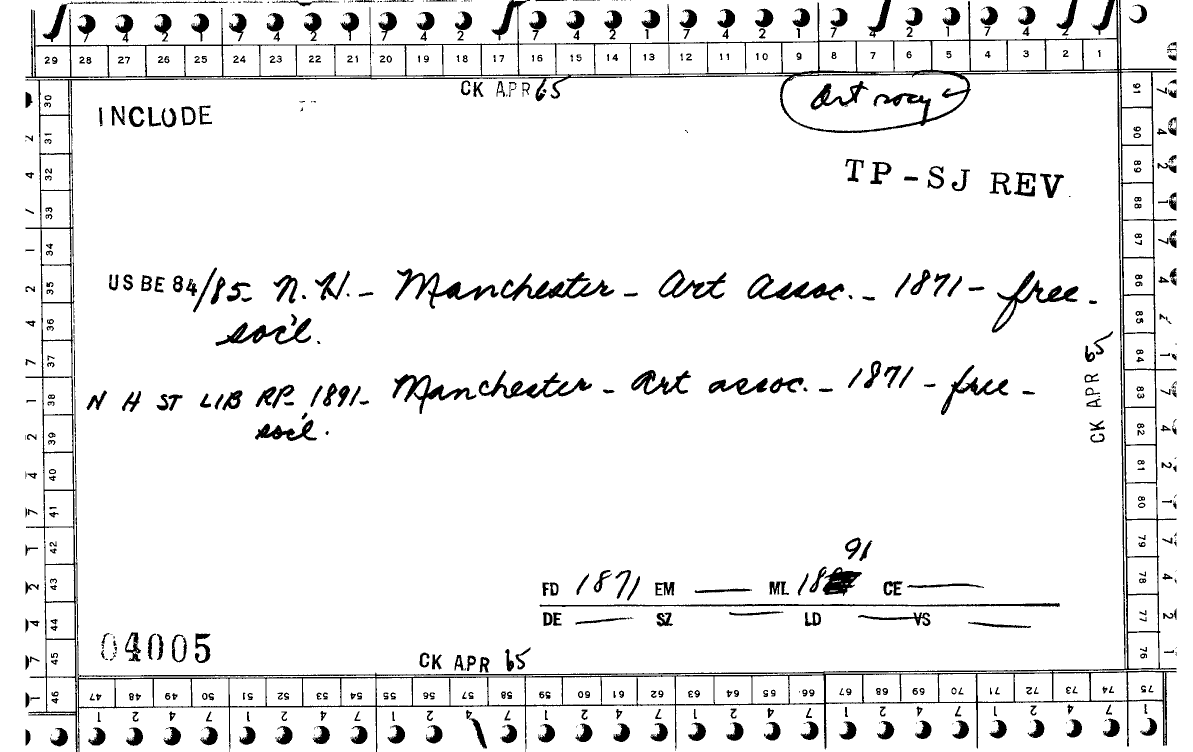 7 4 2 1 7 4 2 1 7 4 2 1 7 4 2 1 7 4 2 1 7 4 2 1 7 4 2 1
29 28 27 26 25 24 23 22 21 20 19 18 17 16 15 14 13 12 11 10 9 8 7 6 5 4 3 2 1
CK APR 65
INCLUDE
Art
TP-SJ REV
US BE 84/85- N.H.- Manchester - Art Assoc. - 1871 - free -
soc'l.
N H ST LIB RP- 1891- Manchester - Art assoc. - 1871 - free -
soc'l.
CK APR 65
91
FD 1871 EM — ML 18 CE —
DE — SZ — LD — VS —
04005
CK APR 65
30 31 32 33 34 35 36 37 38 39 40 41 42 43 44 45 46
91 90 89 88 87 86 85 84 83 82 81 80 79 78 77 76 75
47 48 49 50 51 52 53 54 55 56 57 58 59 60 61 62 63 64 65 66 67 68 69 70 71 72 73 74 75
1 2 4 7 1 2 4 7 1 2 4 7 1 2 4 7 1 2 4 7 1 2 4 7 1 2 4 7 1